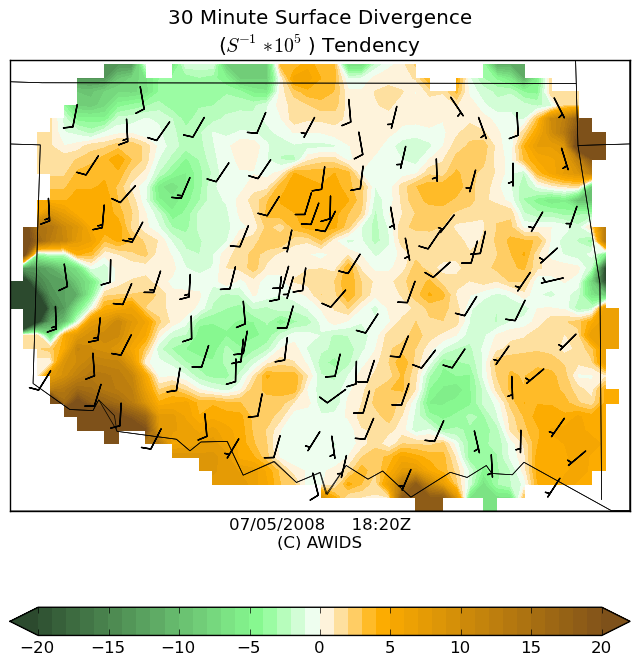 30 Minute Surface Divergence
(S⁻¹ * 10⁵ ) Tendency
07/05/2008 18:20Z
(C) AWIDS
−20 −15 −10 −5 0 5 10 15 20